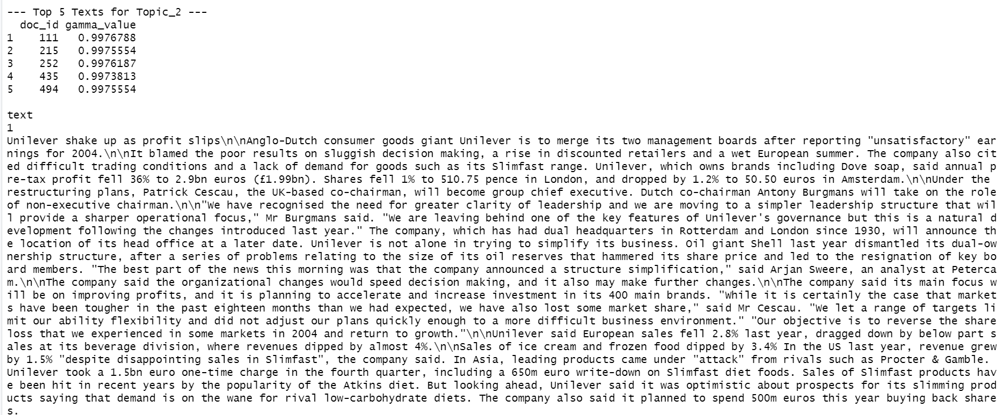 --- Top 5 Texts for Topic_2 ---
  doc_id gamma_value
1    111   0.9976788
2    215   0.9975554
3    252   0.9976187
4    435   0.9973813
5    494   0.9975554
text
1
Unilever shake up as profit slips\n\nAnglo-Dutch consumer goods giant Unilever is to merge its two management boards after reporting "unsatisfactory" ear
nings for 2004.\n\nIt blamed the poor results on sluggish decision making, a rise in discounted retailers and a wet European summer. The company also cit
ed difficult trading conditions and a lack of demand for goods such as its Slimfast range. Unilever, which owns brands including Dove soap, said annual p
re-tax profit fell 36% to 2.9bn euros (£1.99bn). Shares fell 1% to 510.75 pence in London, and dropped by 1.2% to 50.50 euros in Amsterdam.\n\nUnder the
restructuring plans, Patrick Cescau, the UK-based co-chairman, will become group chief executive. Dutch co-chairman Antony Burgmans will take on the role
of non-executive chairman.\n\n"We have recognised the need for greater clarity of leadership and we are moving to a simpler leadership structure that wil
l provide a sharper operational focus," Mr Burgmans said. "We are leaving behind one of the key features of Unilever's governance but this is a natural d
evelopment following the changes introduced last year." The company, which has had dual headquarters in Rotterdam and London since 1930, will announce th
e location of its head office at a later date. Unilever is not alone in trying to simplify its business. Oil giant Shell last year dismantled its dual-ow
nership structure, after a series of problems relating to the size of its oil reserves that hammered its share price and led to the resignation of key bo
ard members. "The best part of the news this morning was that the company announced a structure simplification," said Arjan Sweere, an analyst at Peterca
m.\n\nThe company said the organizational changes would speed decision making, and it also may make further changes.\n\nThe company said its main focus w
ill be on improving profits, and it is planning to accelerate and increase investment in its 400 main brands. "While it is certainly the case that market
s have been tougher in the past eighteen months than we had expected, we have also lost some market share," said Mr Cescau. "We let a range of targets li
mit our ability flexibility and did not adjust our plans quickly enough to a more difficult business environment." "Our objective is to reverse the share
loss that we experienced in some markets in 2004 and return to growth."\n\nUnilever said European sales fell 2.8% last year, dragged down by below part s
ales at its beverage division, where revenues dipped by almost 4%.\n\nSales of ice cream and frozen food dipped by 3.4% In the US last year, revenue grew
by 1.5% "despite disappointing sales in Slimfast", the company said. In Asia, leading products came under "attack" from rivals such as Procter & Gamble.
Unilever took a 1.5bn euro one-time charge in the fourth quarter, including a 650m euro write-down on Slimfast diet foods. Sales of Slimfast products hav
e been hit in recent years by the popularity of the Atkins diet. But looking ahead, Unilever said it was optimistic about prospects for its slimming prod
ucts saying that demand is on the wane for rival low-carbohydrate diets. The company also said it planned to spend 500m euros this year buying back share
s.